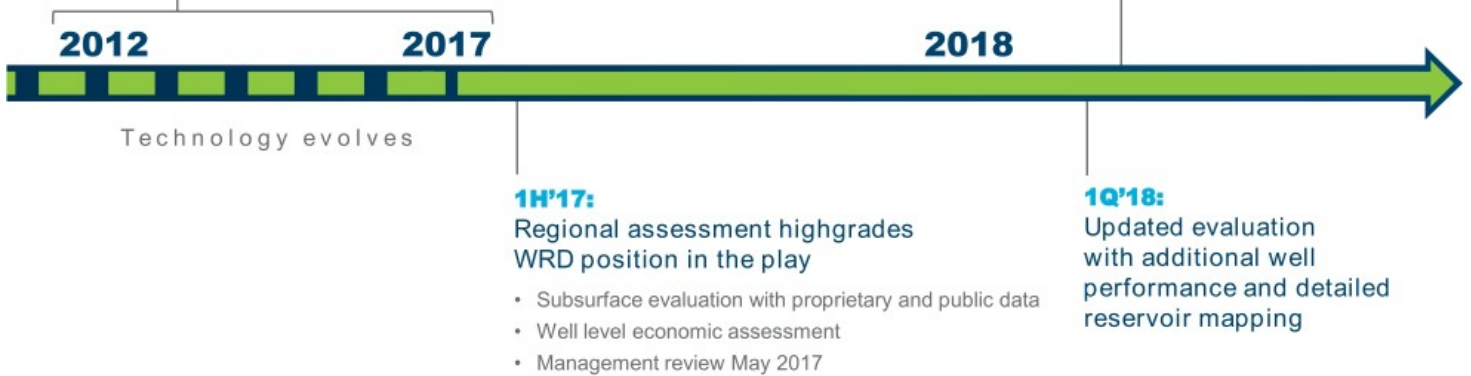 2012 2017 2018
Technology evolves
1H'17:
Regional assessment highgrades
WRD position in the play
• Subsurface evaluation with proprietary and public data
• Well level economic assessment
• Management review May 2017
1Q'18:
Updated evaluation
with additional well
performance and detailed
reservoir mapping